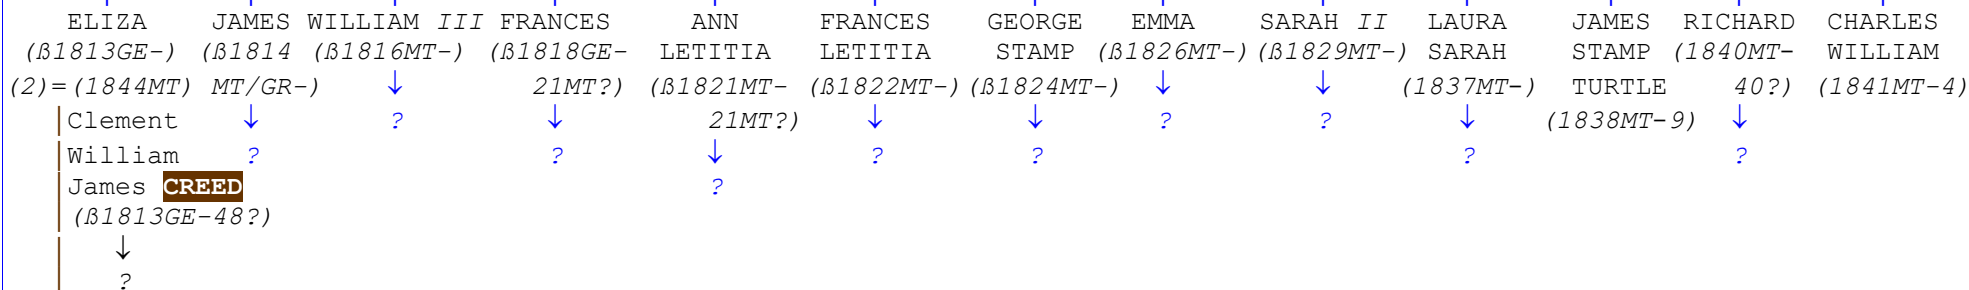 ELIZA JAMES WILLIAM III FRANCES ANN FRANCES GEORGE EMMA SARAH II LAURA JAMES RICHARD CHARLES
(ß1813GE-) (ß1814 (ß1816MT-) (ß1818GE- LETITIA LETITIA STAMP (ß1826MT-) (ß1829MT-) SARAH STAMP (1840MT- WILLIAM
(2)=(1844MT) MT/GR-) ↓ 21MT?) (ß1821MT- (ß1822MT-) (ß1824MT-) ↓ ↓ (1837MT-) TURTLE 40?) (1841MT-4)
Clement ↓ ? ↓ 21MT?) ↓ ↓ ? ? ↓ (1838MT-9) ↓
William ? ? ↓ ? ? ? ?
James CREED ?
(ß1813GE-48?)
↓
?